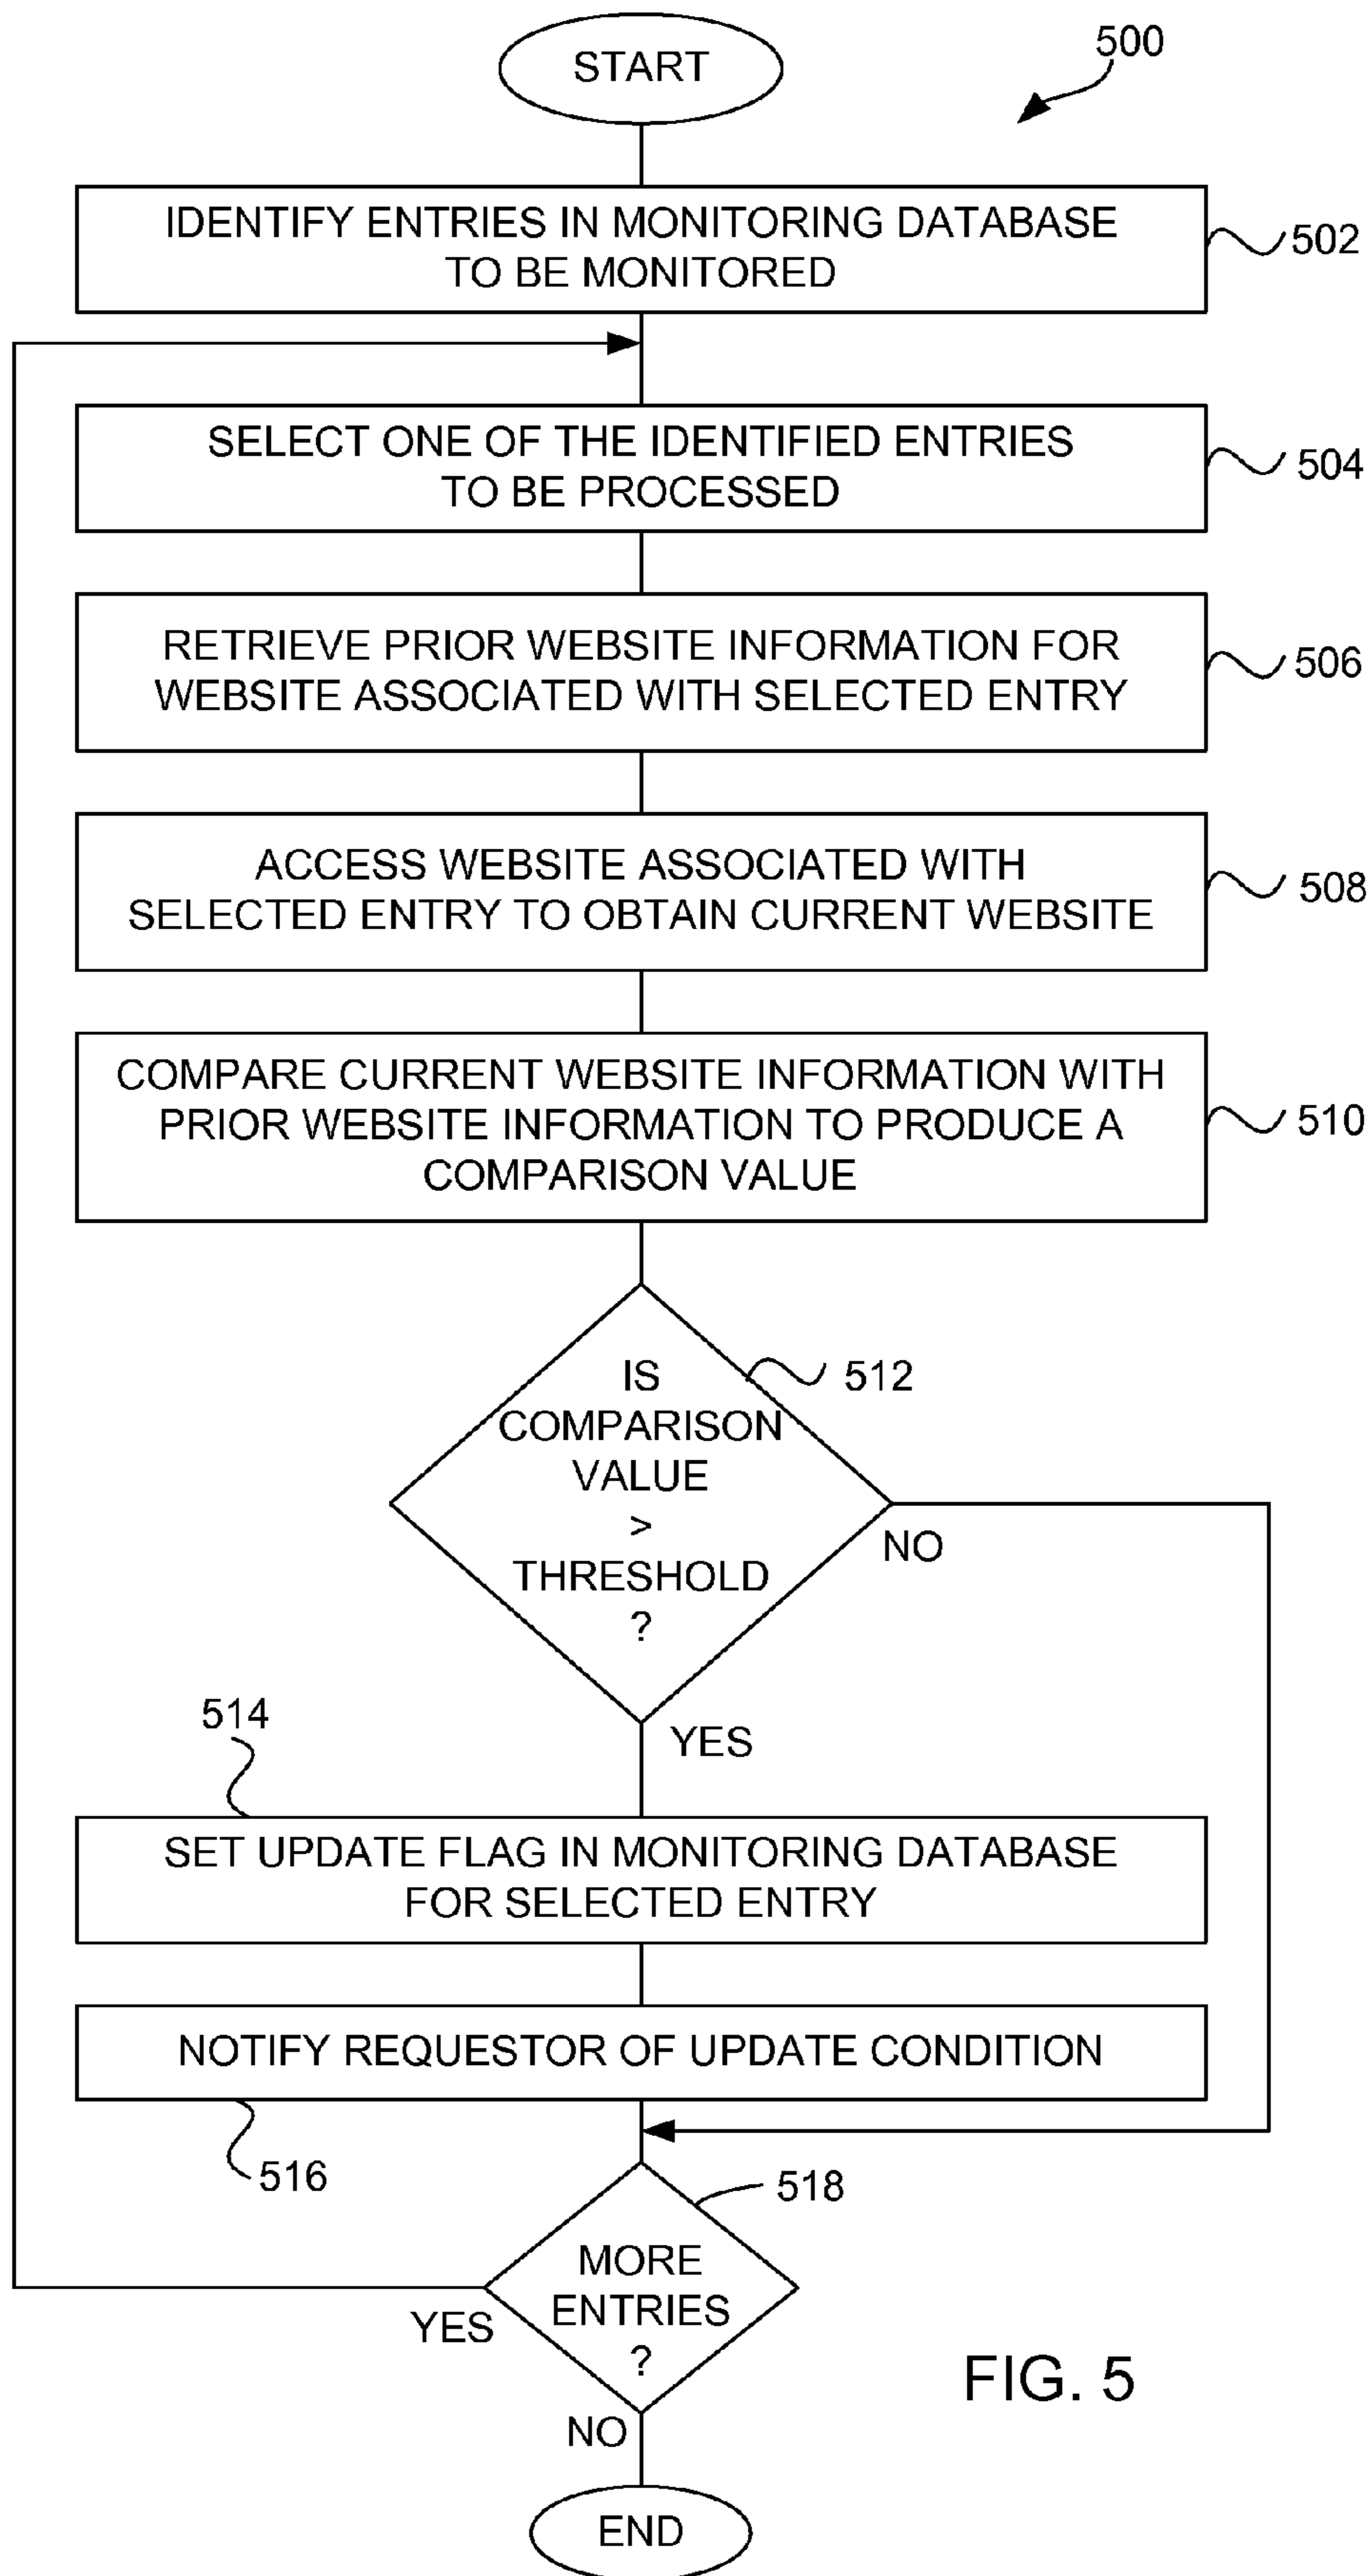 START
500
IDENTIFY ENTRIES IN MONITORING DATABASE
TO BE MONITORED
502
SELECT ONE OF THE IDENTIFIED ENTRIES
TO BE PROCESSED
504
RETRIEVE PRIOR WEBSITE INFORMATION FOR
WEBSITE ASSOCIATED WITH SELECTED ENTRY
506
ACCESS WEBSITE ASSOCIATED WITH
SELECTED ENTRY TO OBTAIN CURRENT WEBSITE
508
COMPARE CURRENT WEBSITE INFORMATION WITH
PRIOR WEBSITE INFORMATION TO PRODUCE A
COMPARISON VALUE
510
IS
COMPARISON
VALUE
>
THRESHOLD
?
512
NO
YES
514
SET UPDATE FLAG IN MONITORING DATABASE
FOR SELECTED ENTRY
NOTIFY REQUESTOR OF UPDATE CONDITION
516
518
MORE
ENTRIES
?
YES
NO
FIG. 5
END